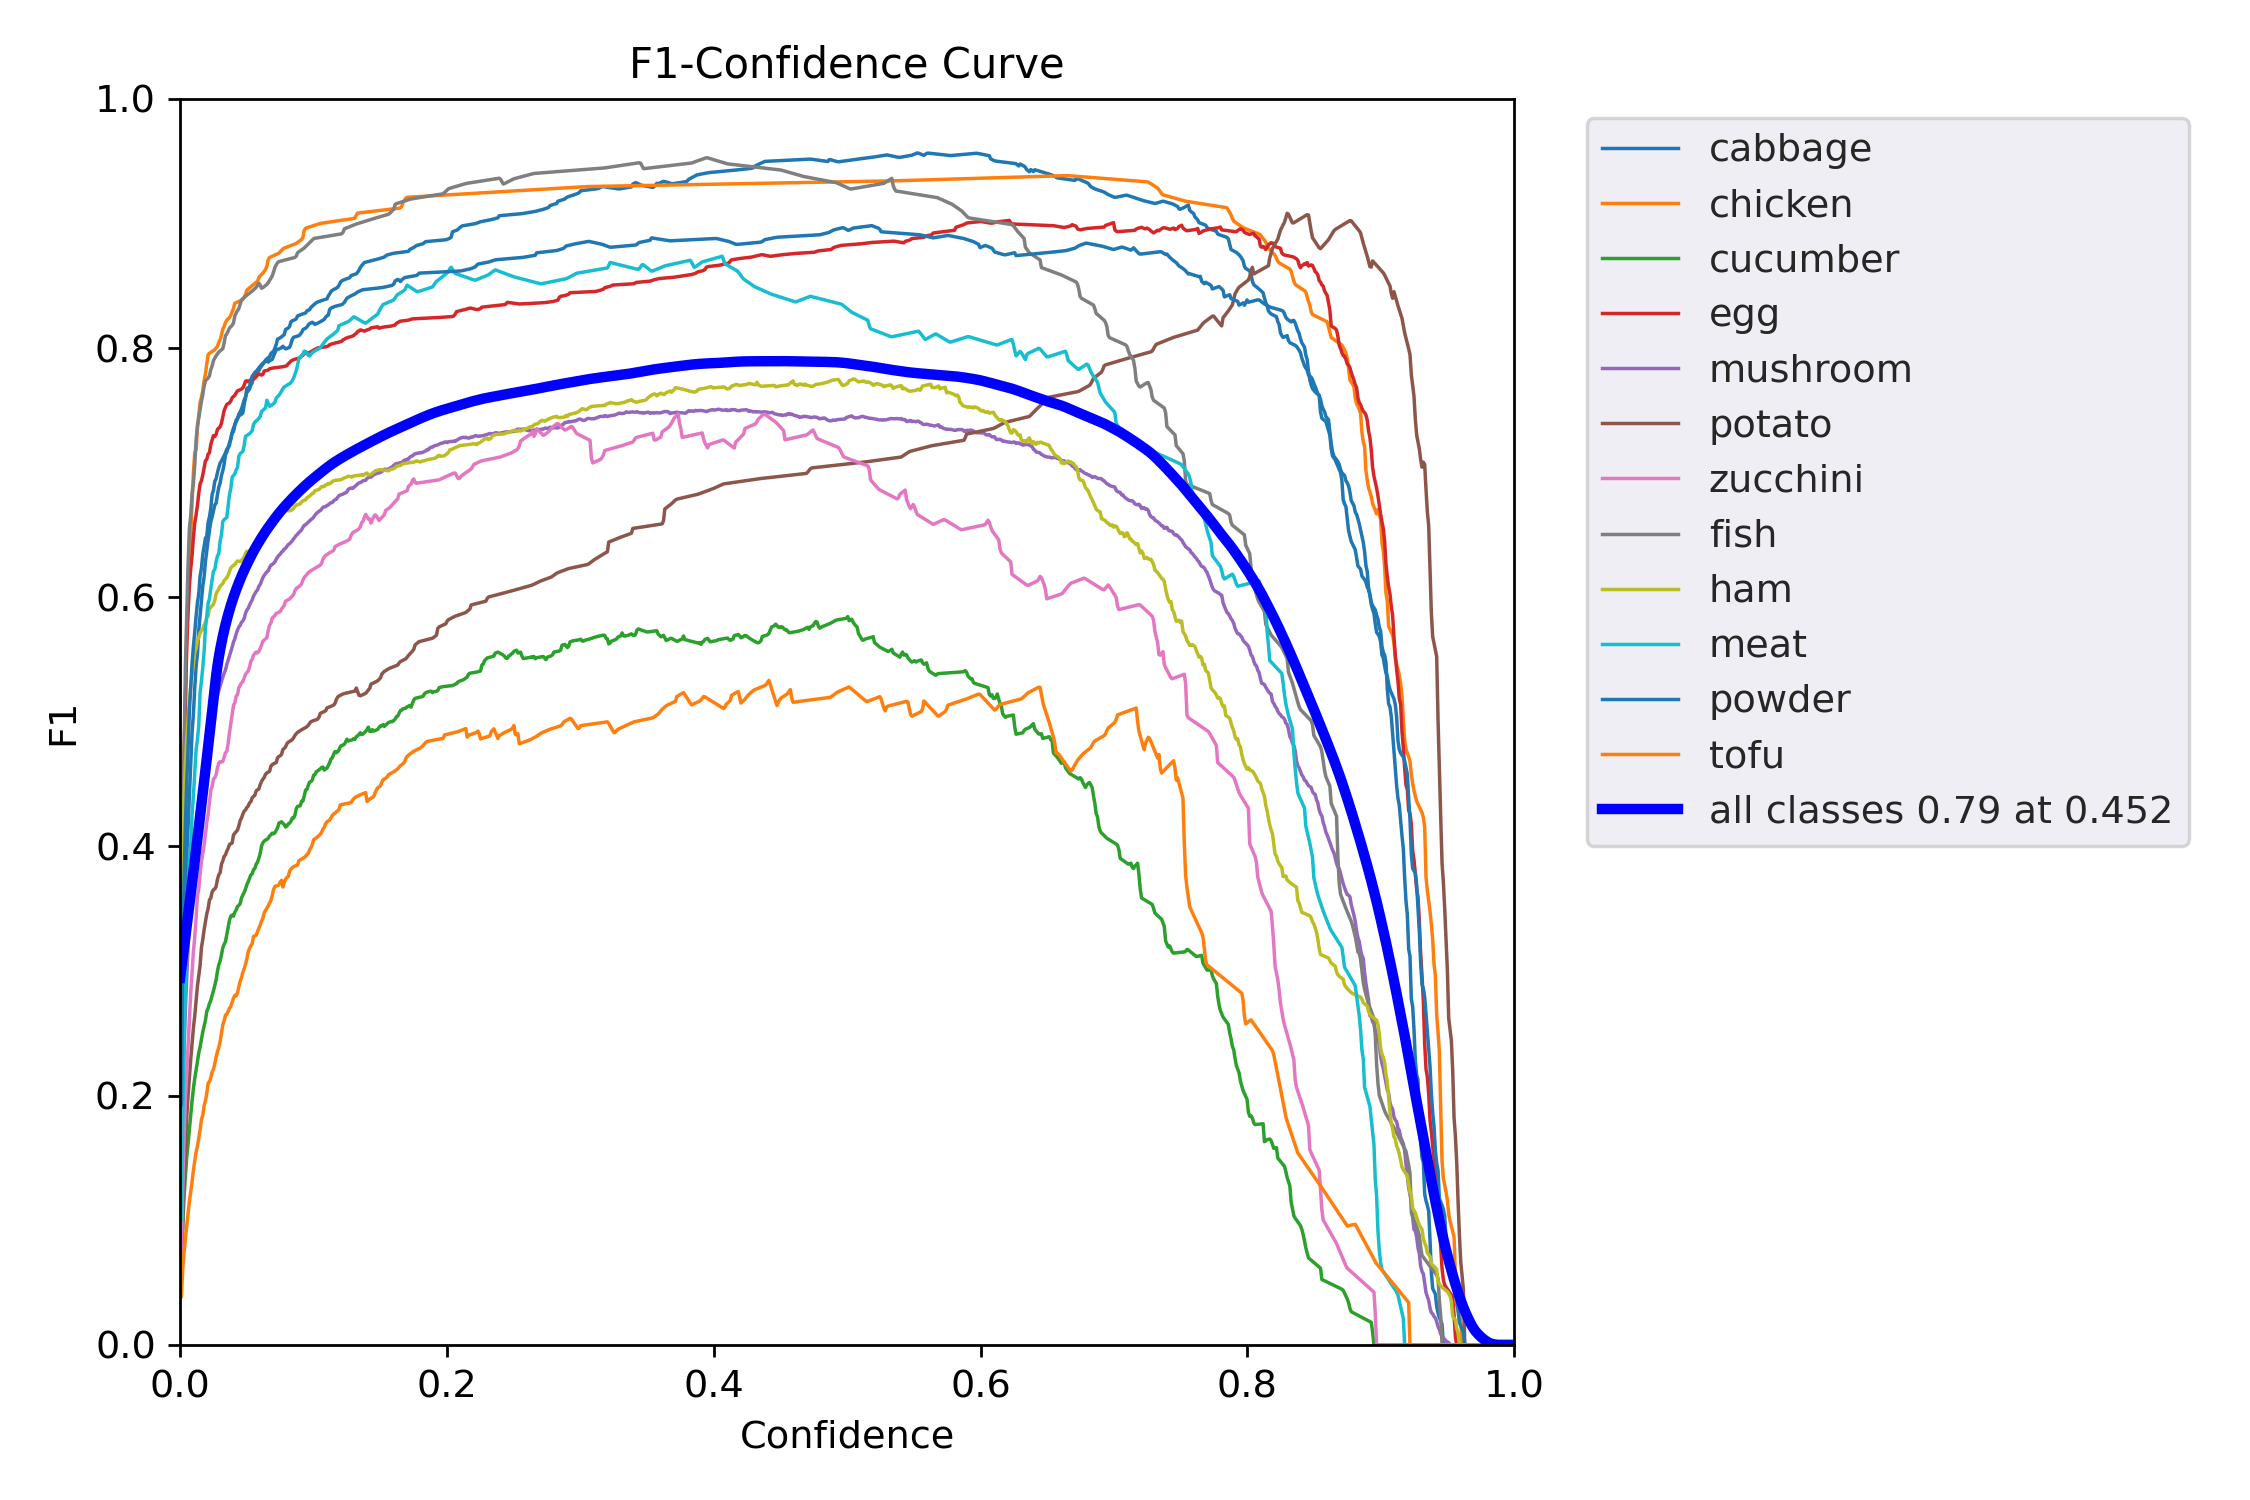 F1-Confidence Curve
1.0
0.8
0.6
0.4
0.2
0.0
F1
0.0 0.2 0.4 0.6 0.8 1.0
Confidence
cabbage
chicken
cucumber
egg
mushroom
potato
zucchini
fish
ham
meat
powder
tofu
all classes 0.79 at 0.452